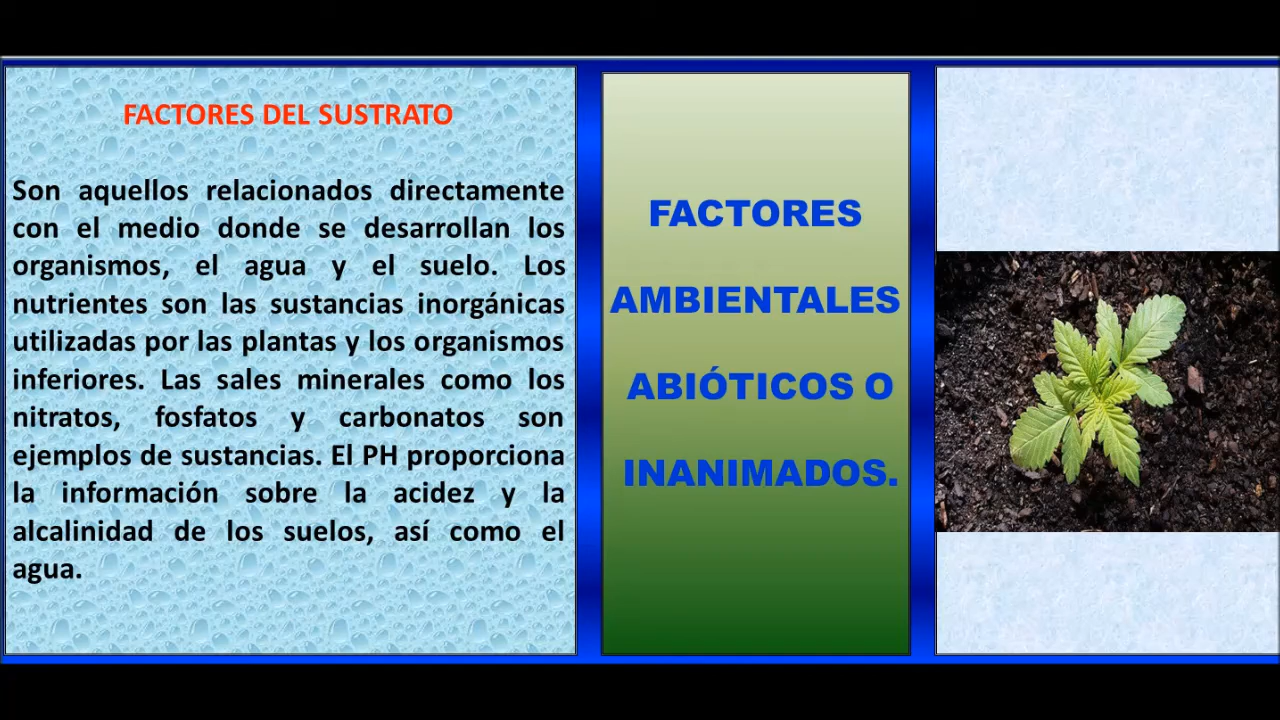 FACTORES DEL SUSTRATO
Son aquellos relacionados directamente
con el medio donde se desarrollan los
organismos, el agua y el suelo. Los
nutrientes son las sustancias inorgánicas
utilizadas por las plantas y los organismos
inferiores. Las sales minerales como los
nitratos, fosfatos y carbonatos son
ejemplos de sustancias. El PH proporciona
la información sobre la acidez y la
alcalinidad de los suelos, así como el
agua.
FACTORES
AMBIENTALES
ABIÓTICOS O
INANIMADOS.